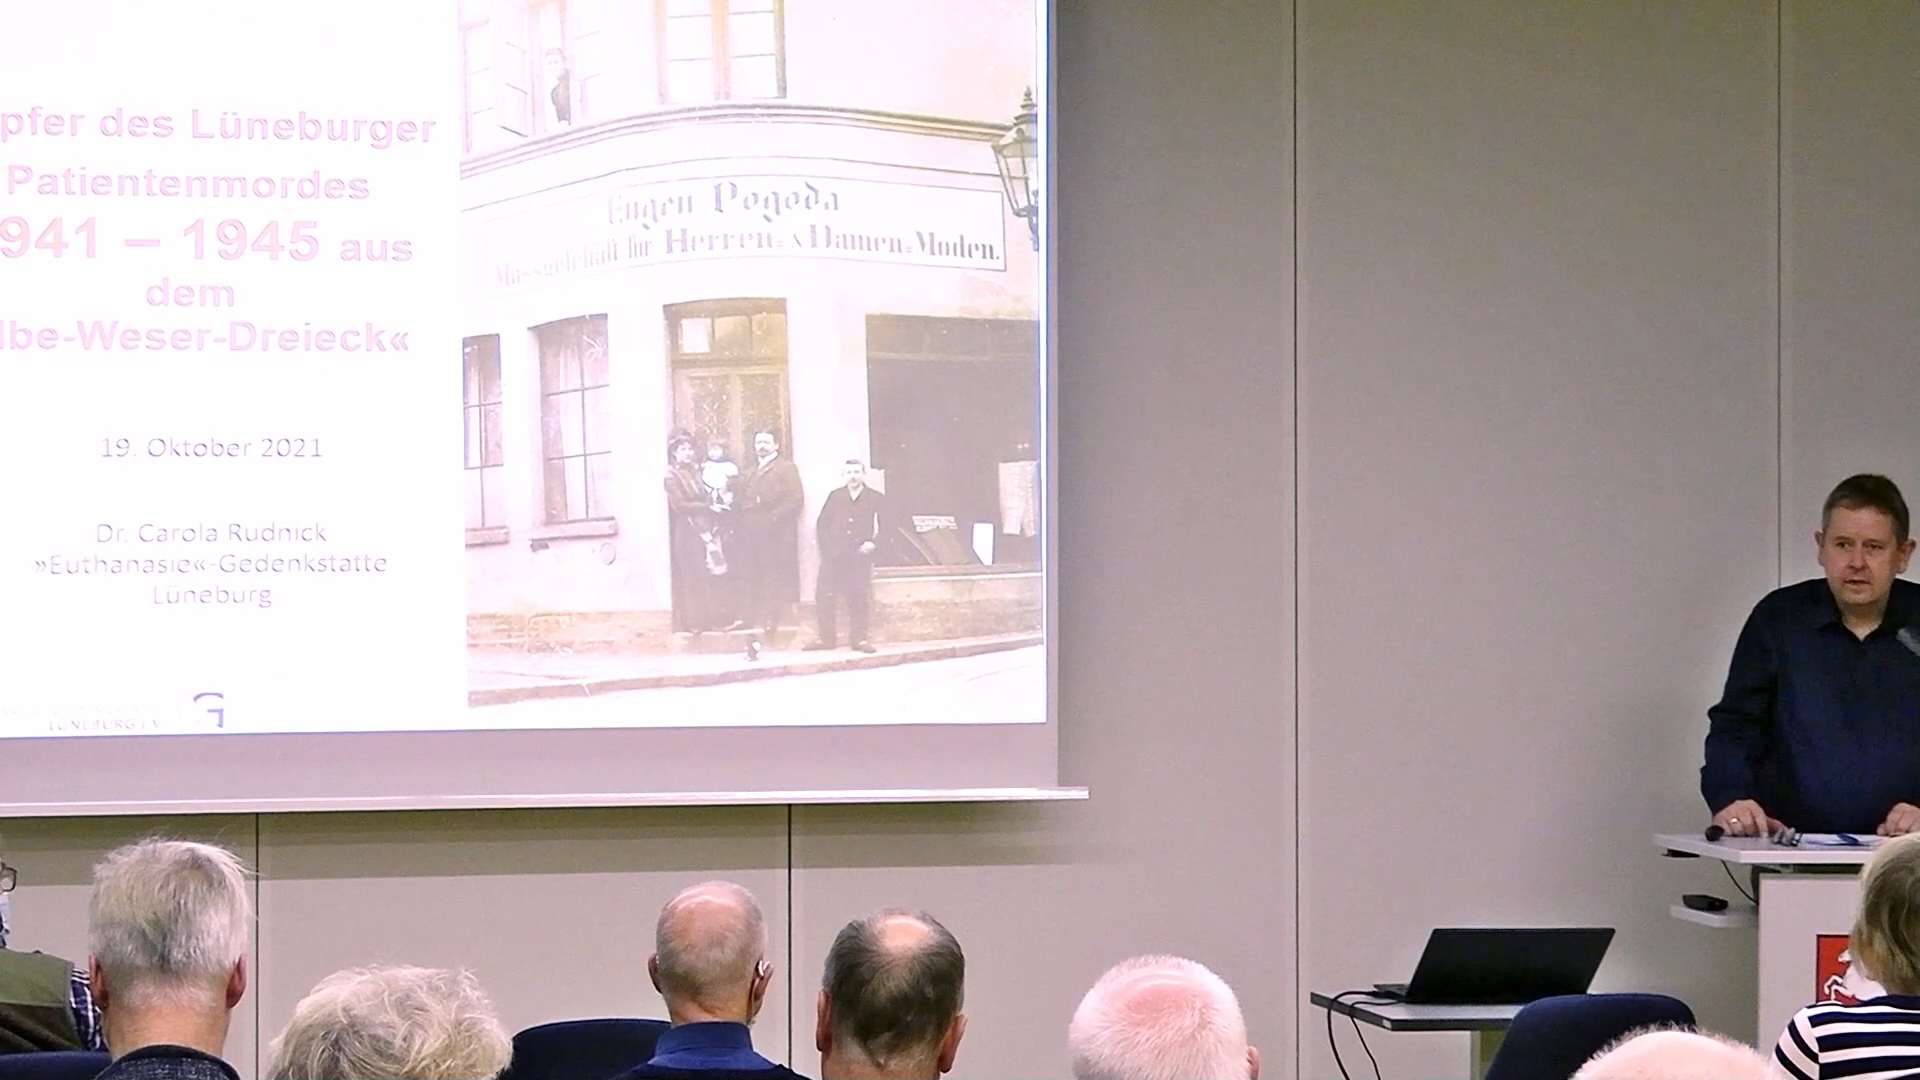 pfer des Lüneburger
Patientenmordes
941 – 1945 aus
dem
lbe-Weser-Dreieck«
19. Oktober 2021
Dr. Carola Rudnick
»Euthanasie«-Gedenkstätte
Lüneburg
LÜNEBURG E.V.
Eugen Pogoda
Massgeschäft für Herren- & Damen-Moden.